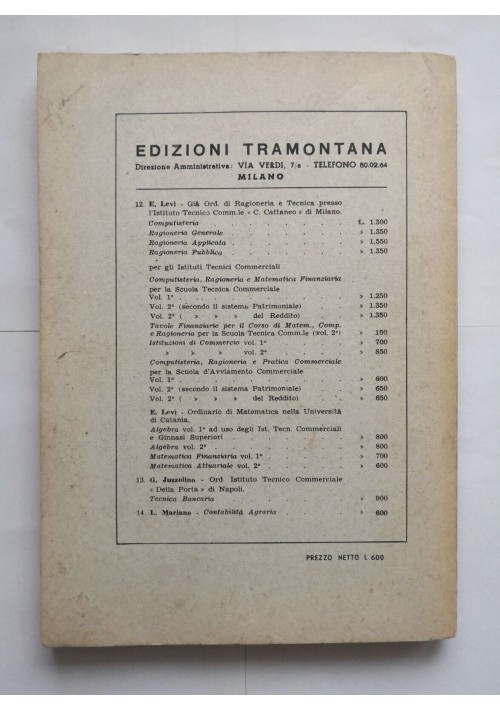 EDIZIONI TRAMONTANA
Direzione Amministrativa: VIA VERDI, 7/a - TELEFONO 80.02.64
MILANO
12. E. Levi - Già Ord. di Ragioneria e Tecnica presso
l'Istituto Tecnico Comm.le « C. Cattaneo » di Milano.
Computisteria . . . . . . . . . £. 1.300
Ragioneria Generale . . . . . . . » 1.350
Ragioneria Applicata . . . . . . . » 1.550
Ragioneria Pubblica . . . . . . . » 1.350
per gli Istituti Tecnici Commerciali
Computisteria, Ragioneria e Matematica Finanziaria
per la Scuola Tecnica Commerciale
Vol. 1° . . . . . . . . . . » 1.250
Vol. 2° (secondo il sistema Patrimoniale) . . . » 1.350
Vol. 2° ( » » » del Reddito) . . . » 1.350
Tavole Finanziarie per il Corso di Matem., Comp.
e Ragioneria per la Scuola Tecnica Comm.le (vol. 2°) » 150
Istituzioni di Commercio vol. 1° . . . . . » 700
» » » vol. 2° . . . . . » 850
Computisteria, Ragioneria e Pratica Commerciale
per la Scuola d'Avviamento Commerciale
Vol. 1° . . . . . . . . . . » 600
Vol. 2° (secondo il sistema Patrimoniale) . . . » 650
Vol. 2° ( » » » del Reddito) . . . » 650
E. Levi - Ordinario di Matematica nella Università
di Catania.
Algebra vol. 1° ad uso degli Ist. Tecn. Commerciali
e Ginnasi Superiori . . . . . . . » 800
Algebra vol. 2° . . . . . . . . » 800
Matematica Finanziaria vol. 1° . . . . . » 700
Matematica Attuariale vol. 2° . . . . . » 600
13. G. Juzzolino - Ord Istituto Tecnico Commerciale
« Della Porta » di Napoli.
Tecnica Bancaria . . . . . . . . » 900
14. L. Mariano - Contabilità Agraria . . . . . » 600
PREZZO NETTO L. 600